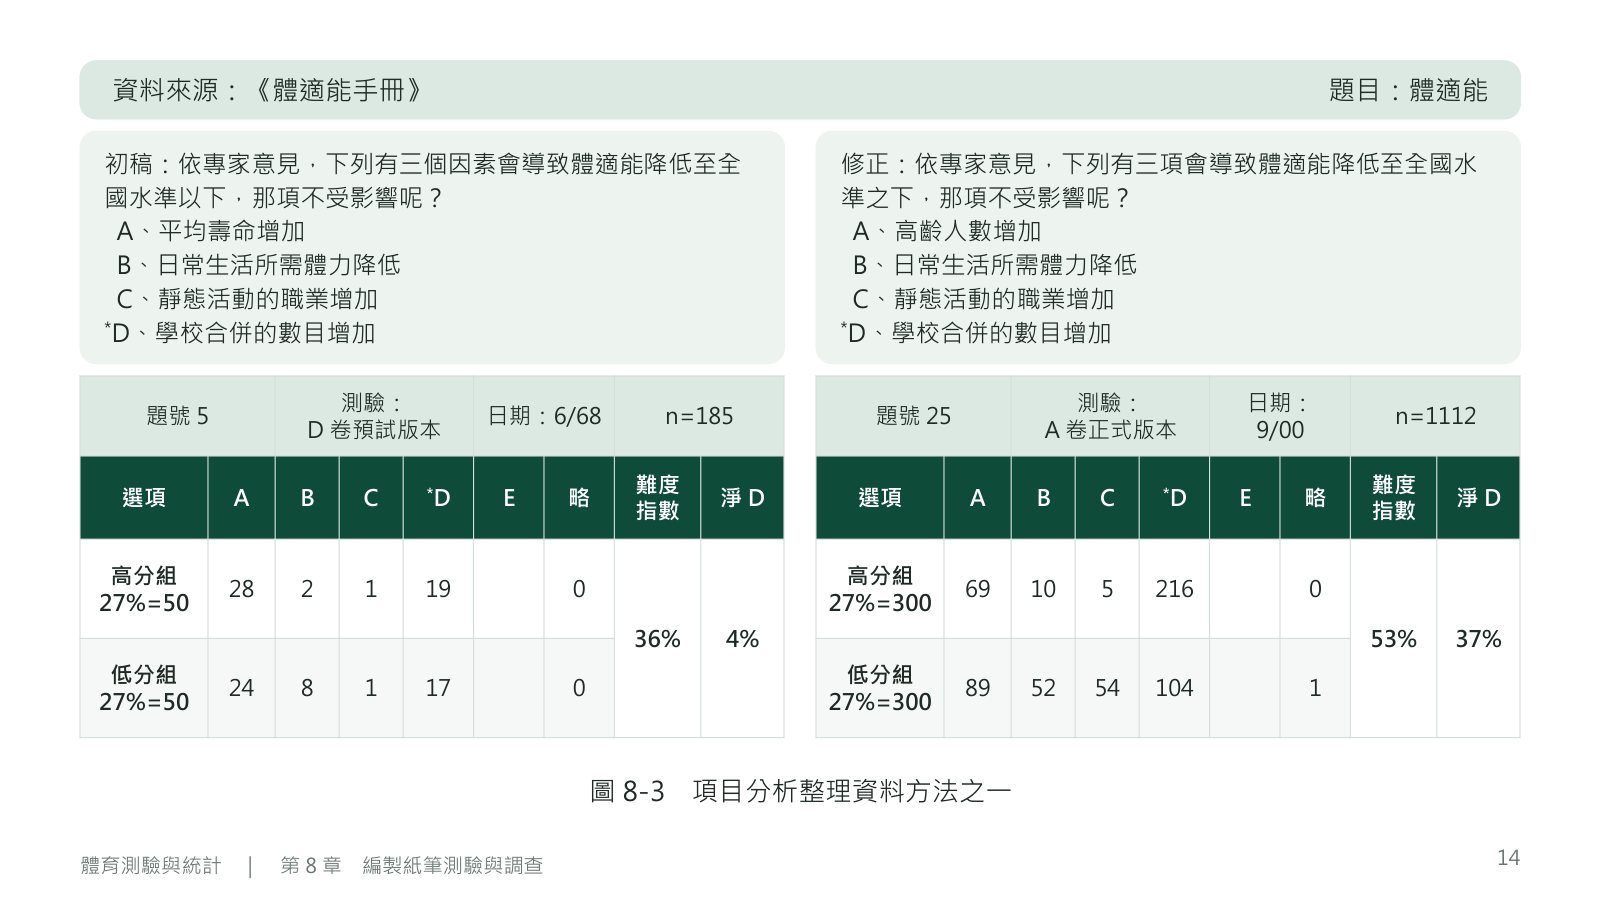 資料來源：《體適能手冊》
題目：體適能
初稿：依專家意見，下列有三個因素會導致體適能降低至全
國水準以下，那項不受影響呢？
A、平均壽命增加
B、日常生活所需體力降低
C、靜態活動的職業增加
*D、學校合併的數目增加
修正：依專家意見，下列有三項會導致體適能降低至全國水
準之下，那項不受影響呢？
A、高齡人數增加
B、日常生活所需體力降低
C、靜態活動的職業增加
*D、學校合併的數目增加
題號 5 測驗： 日期：6/68 n=185
D 卷預試版本
選項 A B C *D E 略 難度 淨 D
指數
高分組 28 2 1 19 0
27%=50
36% 4%
低分組 24 8 1 17 0
27%=50
題號 25 測驗： 日期： n=1112
A 卷正式版本 9/00
選項 A B C *D E 略 難度 淨 D
指數
高分組 69 10 5 216 0
27%=300
53% 37%
低分組 89 52 54 104 1
27%=300
圖 8-3 項目分析整理資料方法之一
體育測驗與統計 ｜ 第 8 章 編製紙筆測驗與調查
14